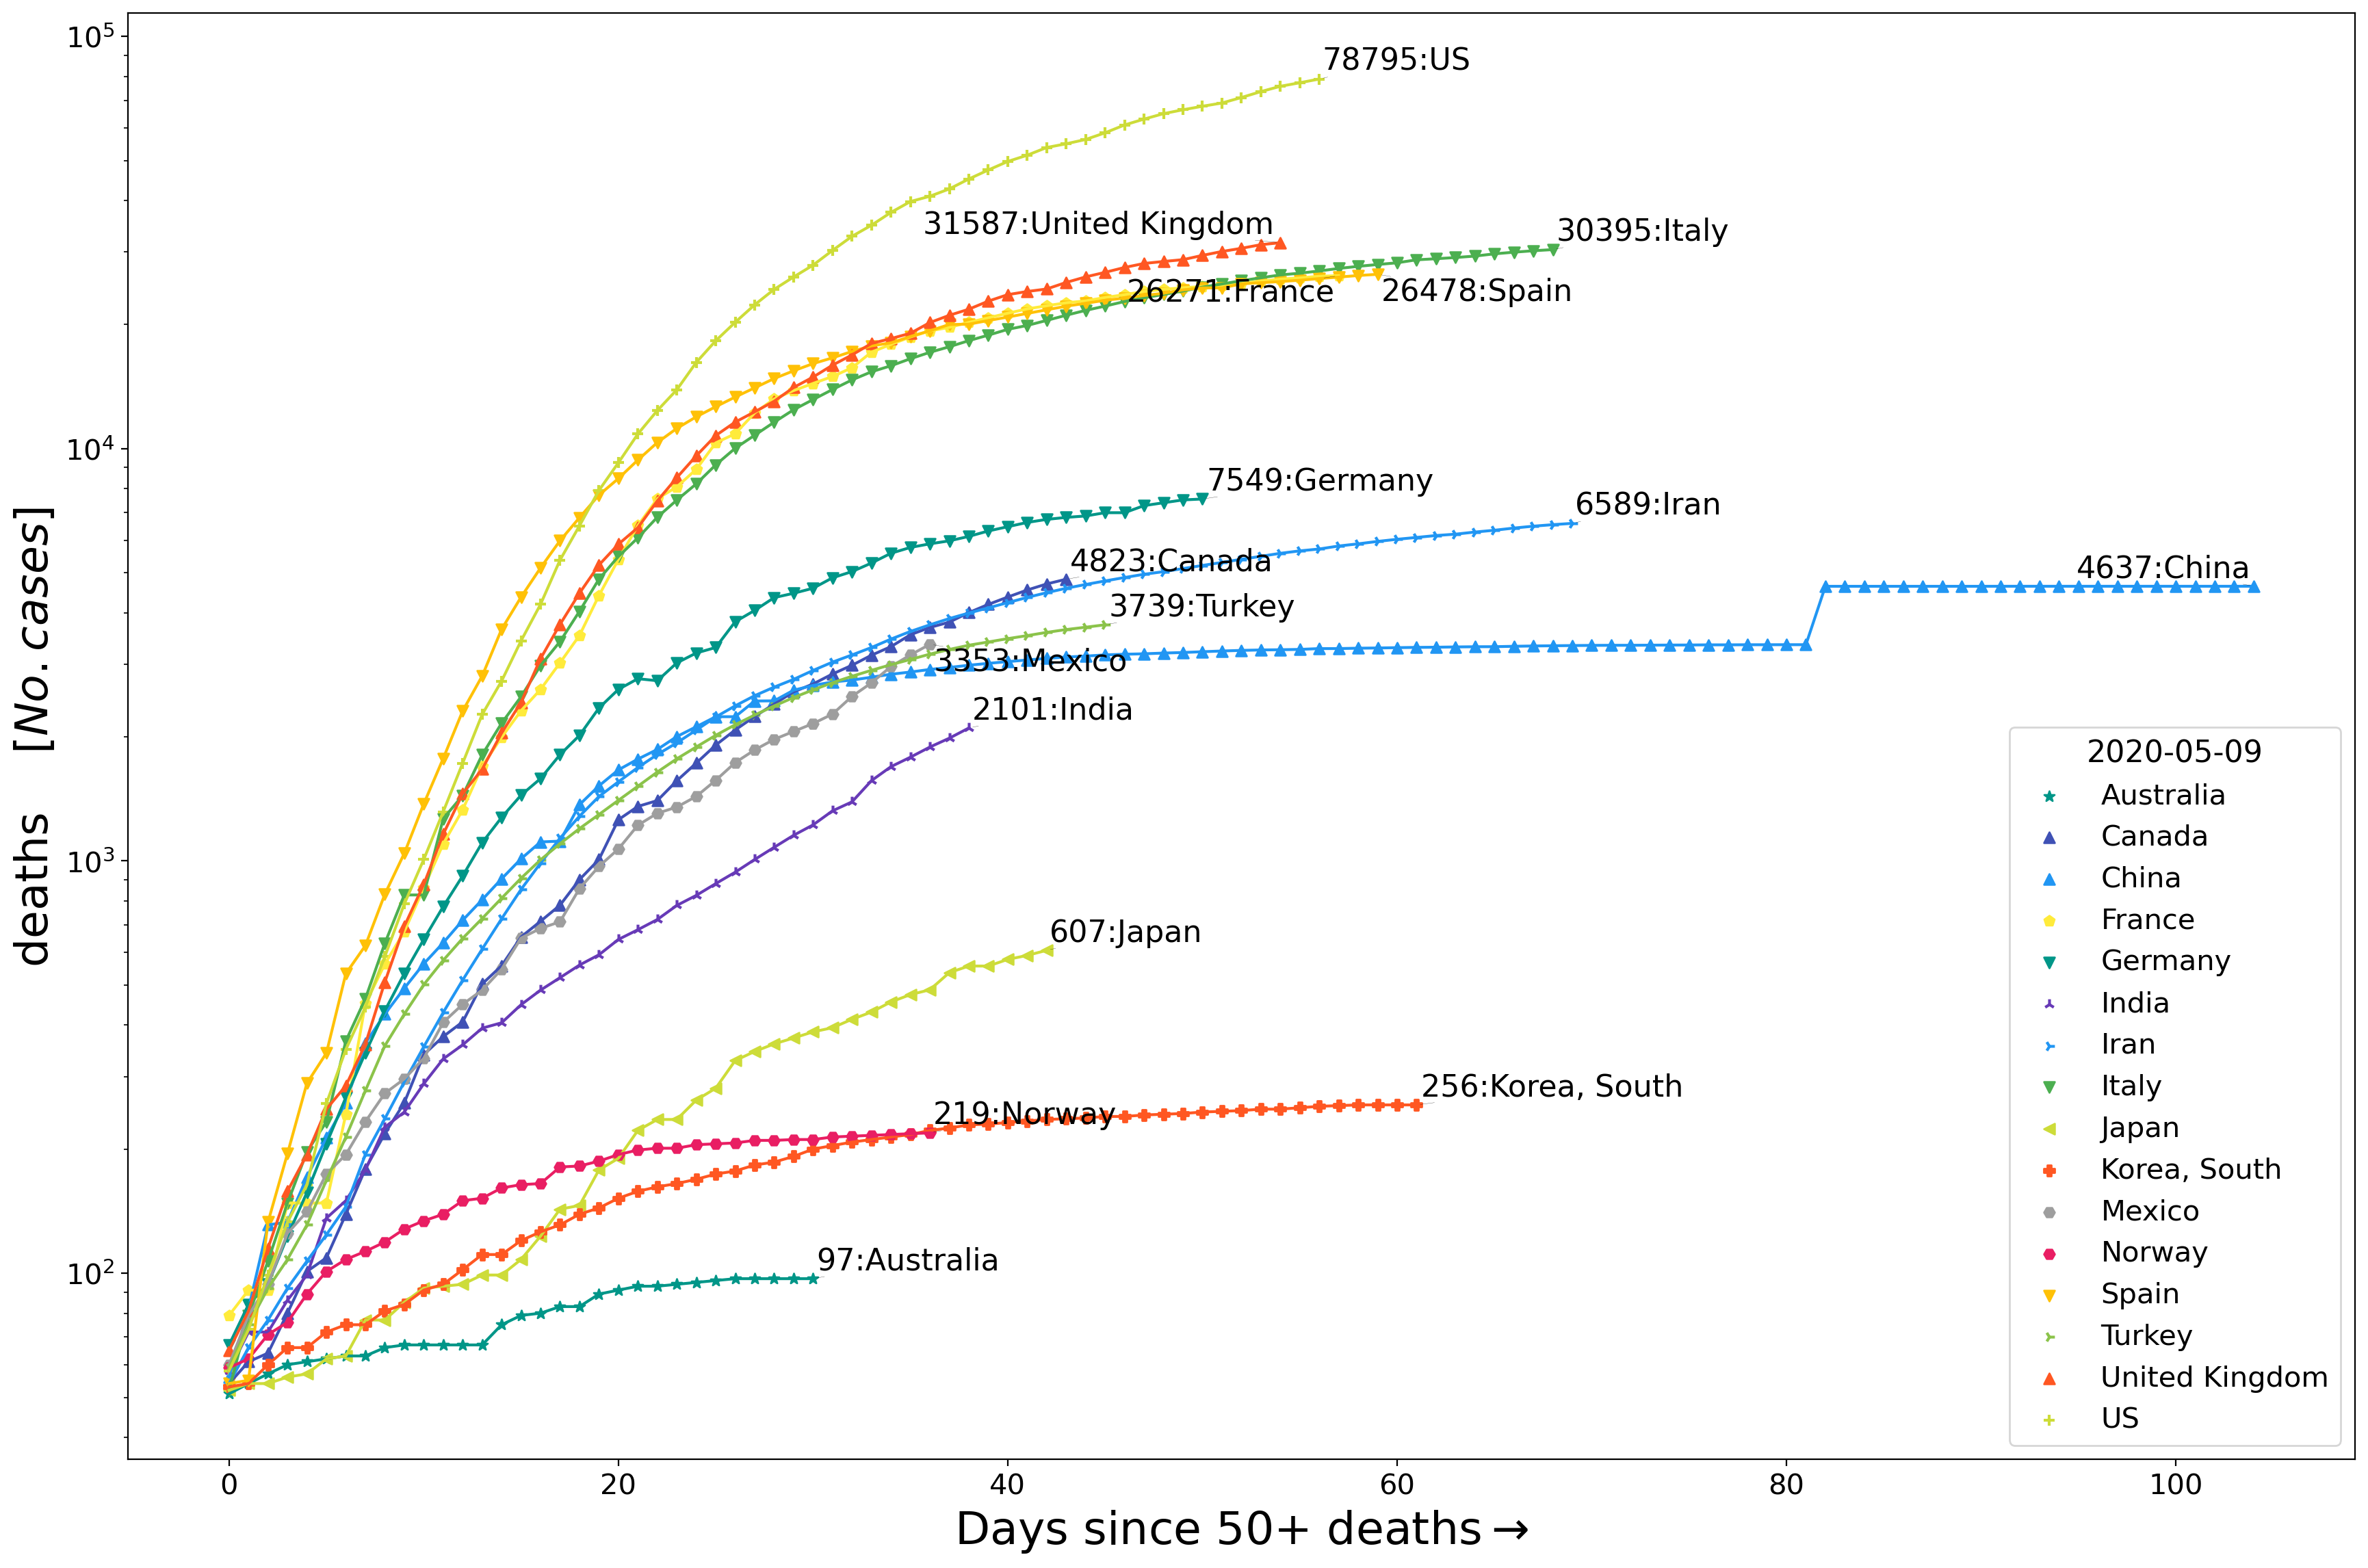 10^5
10^4
10^3
10^2
deaths [No.cases]
78795:US
31587:United Kingdom
30395:Italy
26271:France
26478:Spain
7549:Germany
6589:Iran
4823:Canada
4637:China
3739:Turkey
3353:Mexico
2101:India
607:Japan
256:Korea, South
219:Norway
97:Australia
2020-05-09
Australia
Canada
China
France
Germany
India
Iran
Italy
Japan
Korea, South
Mexico
Norway
Spain
Turkey
United Kingdom
US
0 20 40 60 80 100
Days since 50+ deaths→